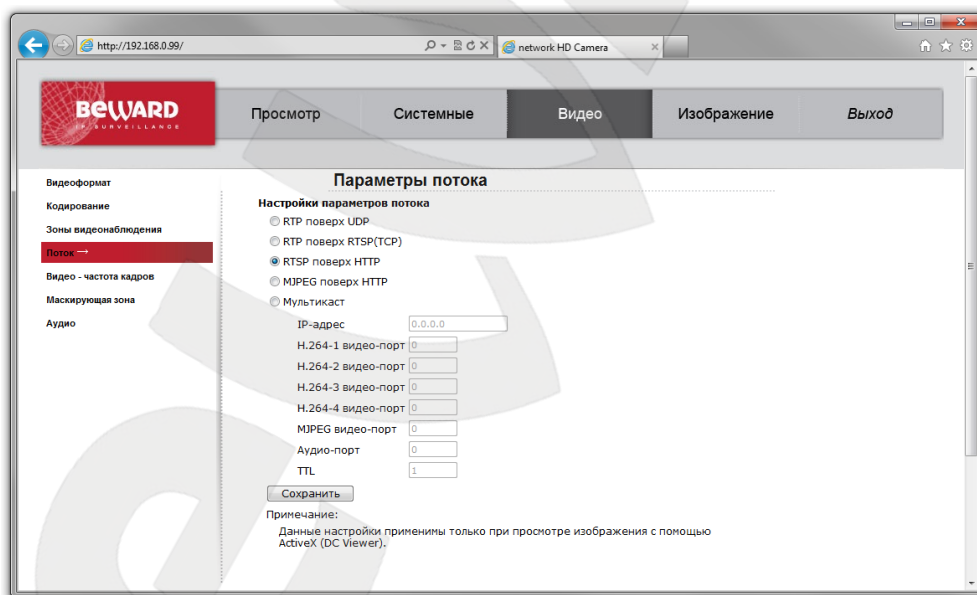 http://192.168.0.99/
network HD Camera
BEWARD
IP SURVEILLANCE
Просмотр
Системные
Видео
Изображение
Выход
Видеоформат
Кодирование
Зоны видеонаблюдения
Поток →
Видео - частота кадров
Маскирующая зона
Аудио
Параметры потока
Настройки параметров потока
RTP поверх UDP
RTP поверх RTSP(TCP)
RTSP поверх HTTP
MJPEG поверх HTTP
Мультикаст
IP-адрес 0.0.0.0
H.264-1 видео-порт 0
H.264-2 видео-порт 0
H.264-3 видео-порт 0
H.264-4 видео-порт 0
MJPEG видео-порт 0
Аудио-порт 0
TTL 1
Сохранить
Примечание:
Данные настройки применимы только при просмотре изображения с помощью
ActiveX (DC Viewer).